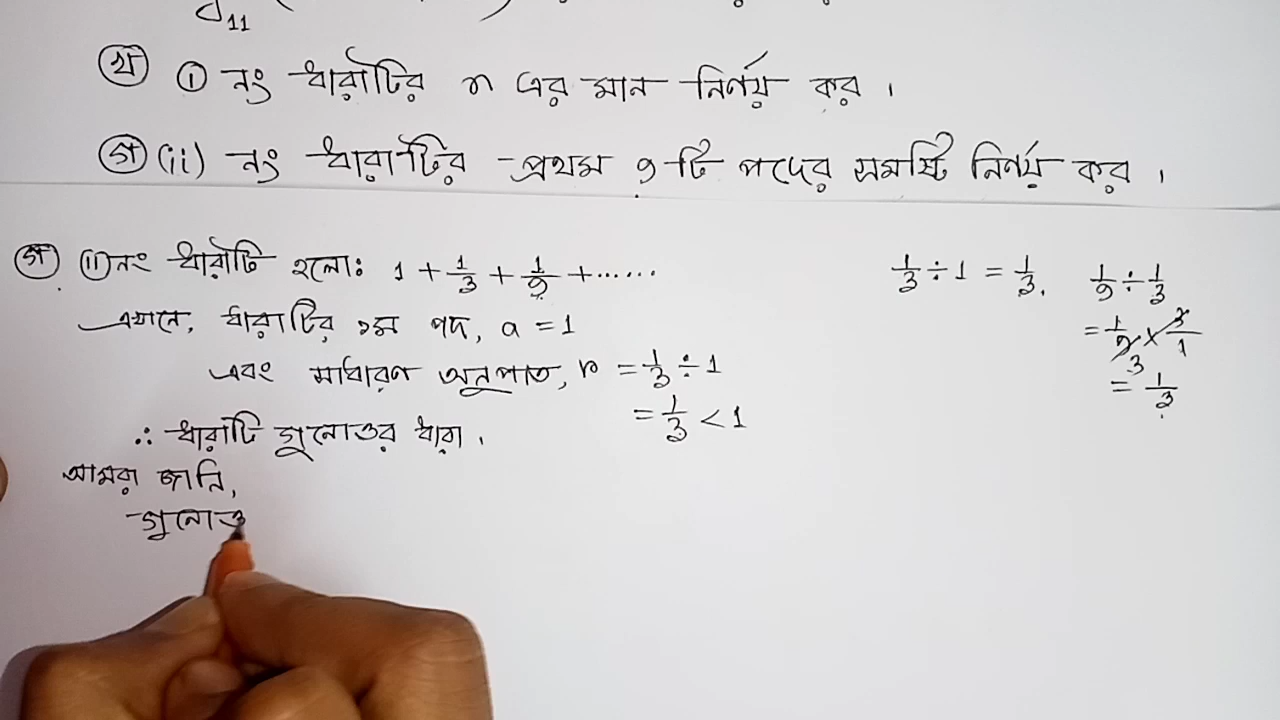 S₁₁
(খ) (i) নং ধারাটির n এর মান নির্ণয় কর ।
(গ) (ii) নং ধারাটির প্রথম ৭টি পদের সমষ্টি নির্ণয় কর ।
(গ) (ii) নং ধারাটি হলোঃ 1 + 1/3 + 1/9 + ......
এখানে, ধারাটির ১ম পদ, a = 1
এবং সাধারণ অনুপাত, r = 1/3 ÷ 1
= 1/3 < 1
∴ ধারাটি গুনোত্তর ধারা ।
আমরা জানি,
গুনোত্ত
1/3 ÷ 1 = 1/3,
1/9 ÷ 1/3
= 1/9 × 3/1
3
= 1/3